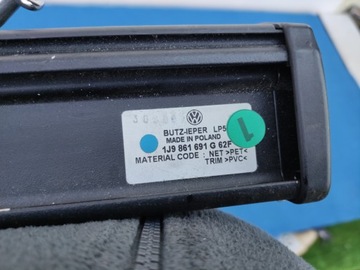 BUTZ-IEPER LP5
MADE IN POLAND
1J9 861 691 G 62F
MATERIAL CODE : NET >PET<
TRIM >PVC<
1